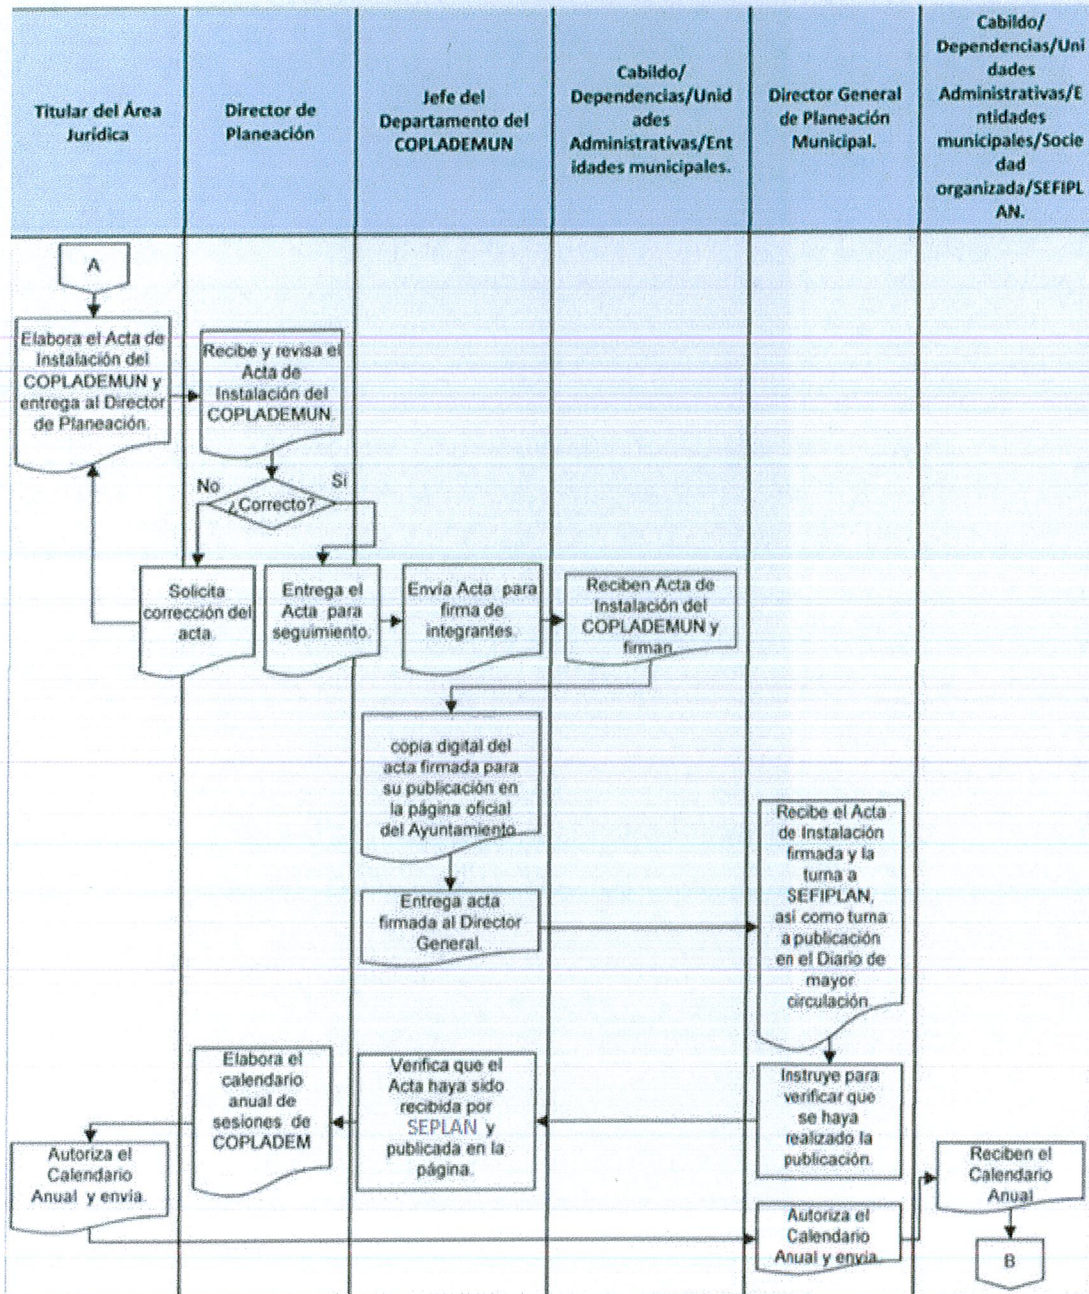 Titular del Área
Jurídica
Director de
Planeación
Jefe del
Departamento del
COPLADEMUN
Cabildo/
Dependencias/Unid
ades
Administrativas/Ent
idades municipales.
Director General
de Planeación
Municipal.
Cabildo/
Dependencias/Uni
dades
Administrativas/E
ntidades
municipales/Socie
dad
organizada/SEFIPL
AN.
A
Elabora el Acta de
Instalación del
COPLADEMUN y
entrega al Director
de Planeación.
Recibe y revisa el
Acta de
Instalación del
COPLADEMUN.
No
¿Correcto?
Sí
Solicita
corrección del
acta.
Entrega el
Acta para
seguimiento.
Envía Acta para
firma de
integrantes.
Reciben Acta de
Instalación del
COPLADEMUN y
firman.
copia digital del
acta firmada para
su publicación en
la página oficial
del Ayuntamiento
Entrega acta
firmada al Director
General.
Recibe el Acta
de Instalación
firmada y la
turna a
SEFIPLAN,
así como turna
a publicación
en el Diario de
mayor
circulación.
Instruye para
verificar que
se haya
realizado la
publicación.
Verifica que el
Acta haya sido
recibida por
SEPLAN y
publicada en la
página.
Elabora el
calendario
anual de
sesiones de
COPLADEM
Autoriza el
Calendario
Anual y envía.
Autoriza el
Calendario
Anual y envía.
Reciben el
Calendario
Anual
B